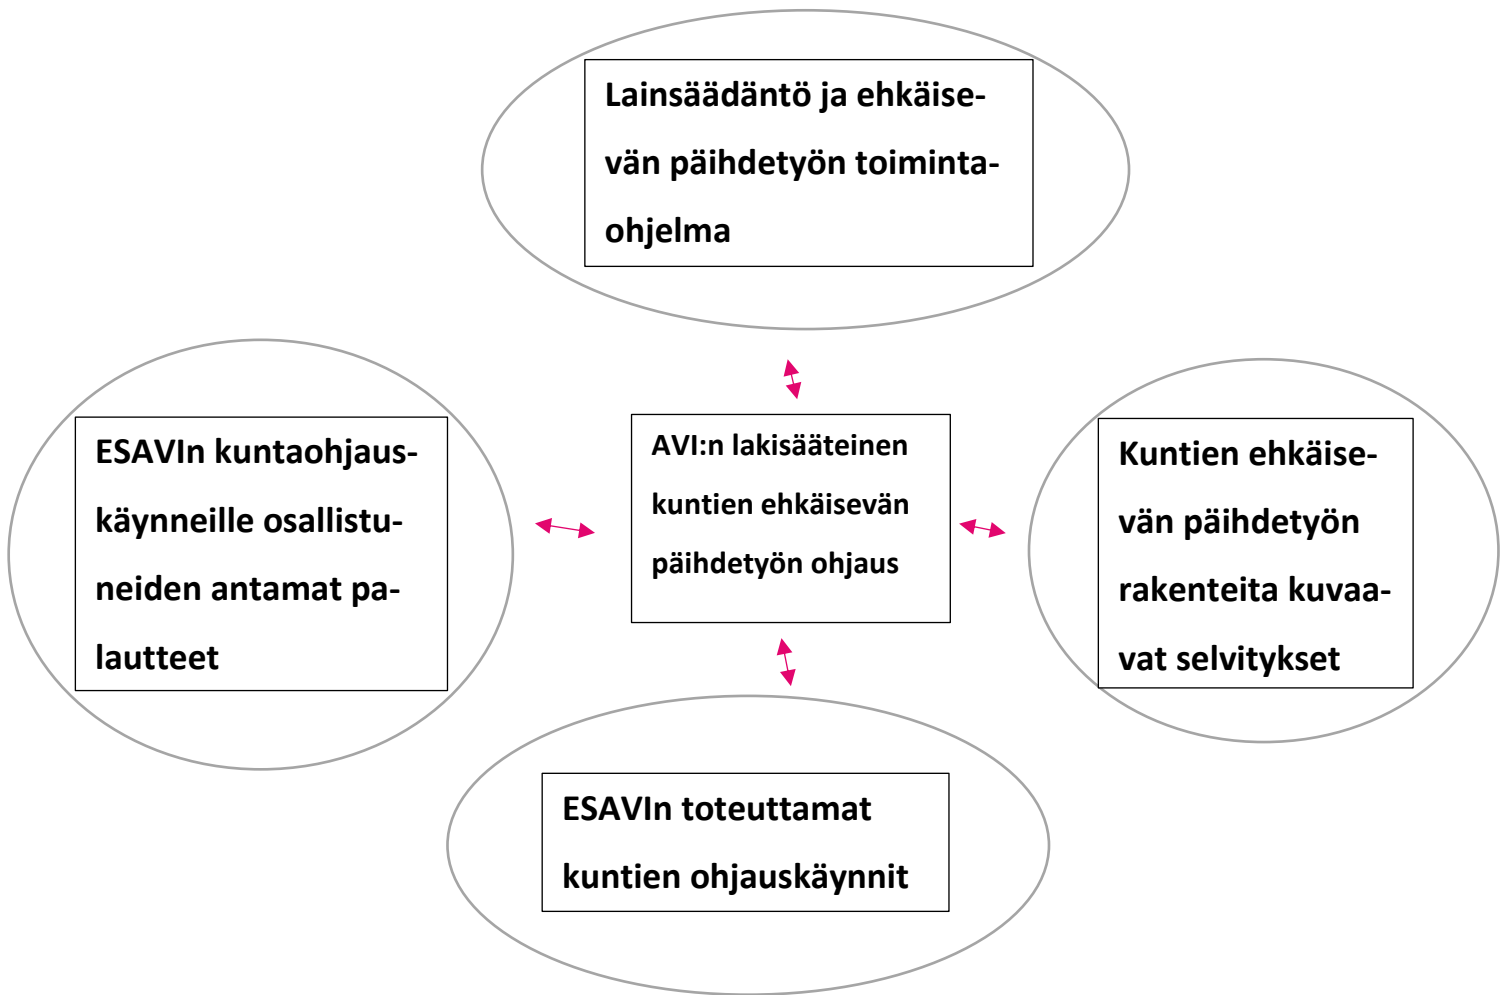 Lainsäädäntö ja ehkäise-
vän päihdetyön toiminta-
ohjelma
ESAVIn kuntaohjaus-
käynneille osallistu-
neiden antamat pa-
lautteet
AVI:n lakisääteinen
kuntien ehkäisevän
päihdetyön ohjaus
Kuntien ehkäise-
vän päihdetyön
rakenteita kuvaa-
vat selvitykset
ESAVIn toteuttamat
kuntien ohjauskäynnit